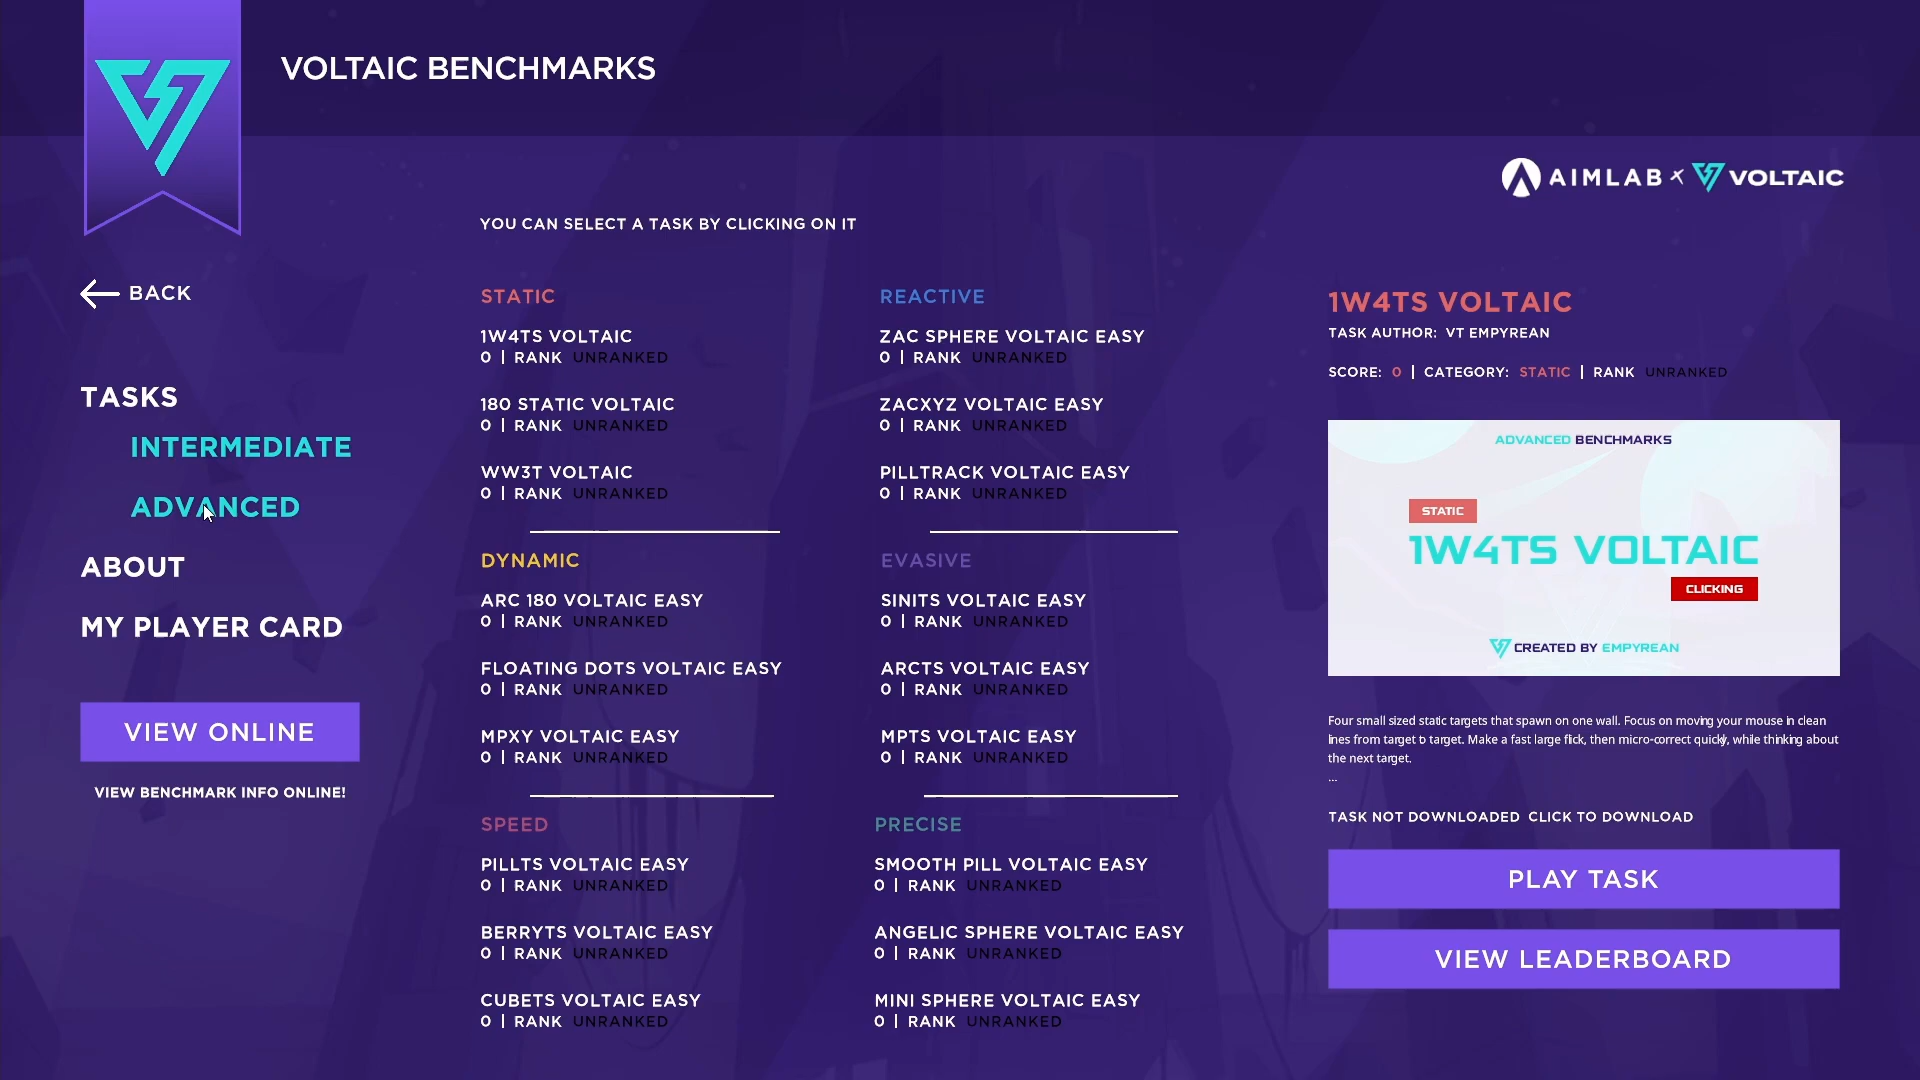 VOLTAIC BENCHMARKS
AIMLAB x VOLTAIC
YOU CAN SELECT A TASK BY CLICKING ON IT
BACK
TASKS
INTERMEDIATE
ADVANCED
ABOUT
MY PLAYER CARD
VIEW ONLINE
VIEW BENCHMARK INFO ONLINE!
STATIC
1W4TS VOLTAIC
0 | RANK UNRANKED
180 STATIC VOLTAIC
0 | RANK UNRANKED
WW3T VOLTAIC
0 | RANK UNRANKED
DYNAMIC
ARC 180 VOLTAIC EASY
0 | RANK UNRANKED
FLOATING DOTS VOLTAIC EASY
0 | RANK UNRANKED
MPXY VOLTAIC EASY
0 | RANK UNRANKED
SPEED
PILLTS VOLTAIC EASY
0 | RANK UNRANKED
BERRYTS VOLTAIC EASY
0 | RANK UNRANKED
CUBETS VOLTAIC EASY
0 | RANK UNRANKED
REACTIVE
ZAC SPHERE VOLTAIC EASY
0 | RANK UNRANKED
ZACXYZ VOLTAIC EASY
0 | RANK UNRANKED
PILLTRACK VOLTAIC EASY
0 | RANK UNRANKED
EVASIVE
SINITS VOLTAIC EASY
0 | RANK UNRANKED
ARCTS VOLTAIC EASY
0 | RANK UNRANKED
MPTS VOLTAIC EASY
0 | RANK UNRANKED
PRECISE
SMOOTH PILL VOLTAIC EASY
0 | RANK UNRANKED
ANGELIC SPHERE VOLTAIC EASY
0 | RANK UNRANKED
MINI SPHERE VOLTAIC EASY
0 | RANK UNRANKED
1W4TS VOLTAIC
TASK AUTHOR: VT EMPYREAN
SCORE: 0 | CATEGORY: STATIC | RANK UNRANKED
ADVANCED BENCHMARKS
STATIC
1W4TS VOLTAIC
CLICKING
CREATED BY EMPYREAN
Four small sized static targets that spawn on one wall. Focus on moving your mouse in clean
lines from target to target. Make a fast large flick, then micro-correct quickly, while thinking about
the next target.
...
TASK NOT DOWNLOADED CLICK TO DOWNLOAD
PLAY TASK
VIEW LEADERBOARD